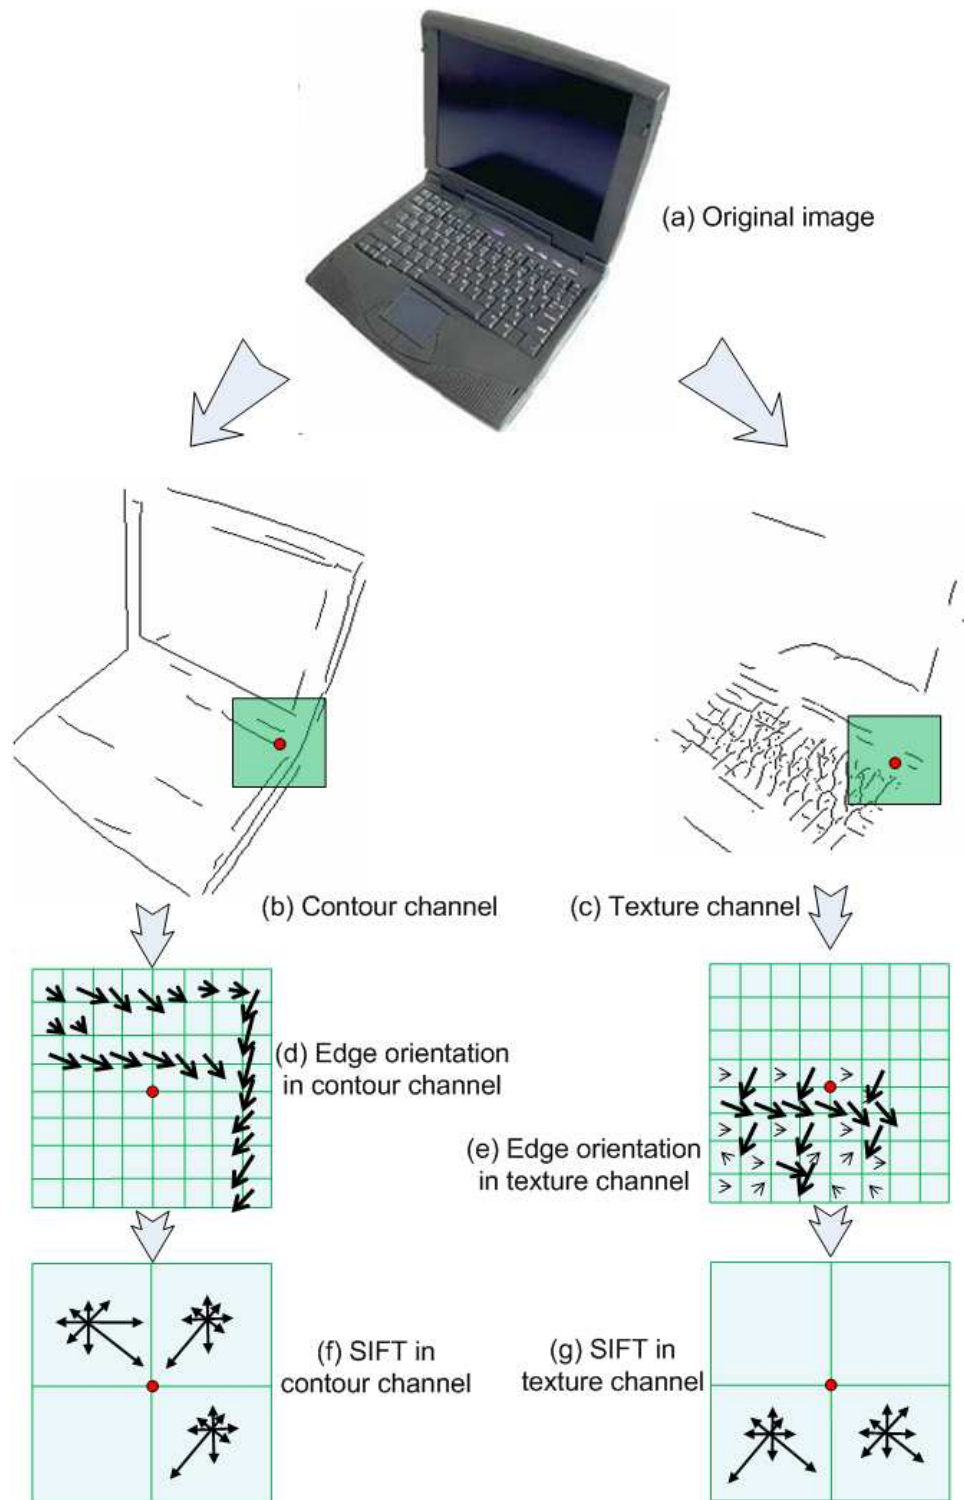 (a) Original image
(b) Contour channel
(c) Texture channel
(d) Edge orientation
in contour channel
(e) Edge orientation
in texture channel
(f) SIFT in
contour channel
(g) SIFT in
texture channel